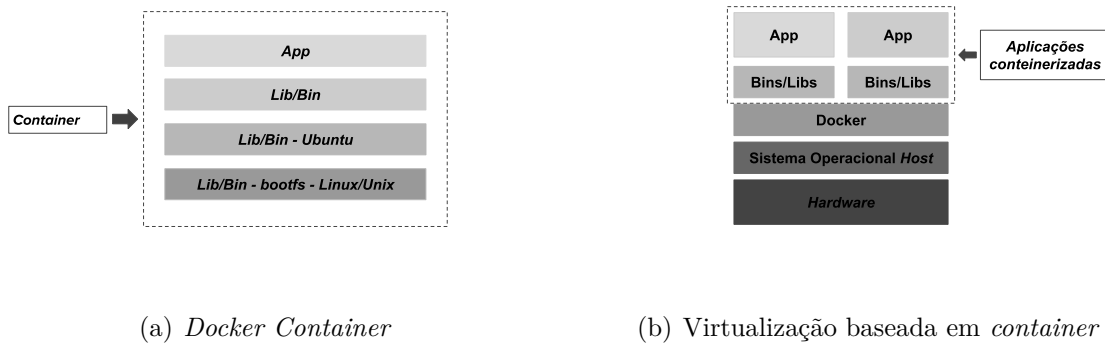 App
Lib/Bin
Container
Lib/Bin - Ubuntu
Lib/Bin - bootfs - Linux/Unix
App App
Aplicações
conteinerizadas
Bins/Libs Bins/Libs
Docker
Sistema Operacional Host
Hardware
(a) Docker Container
(b) Virtualização baseada em container